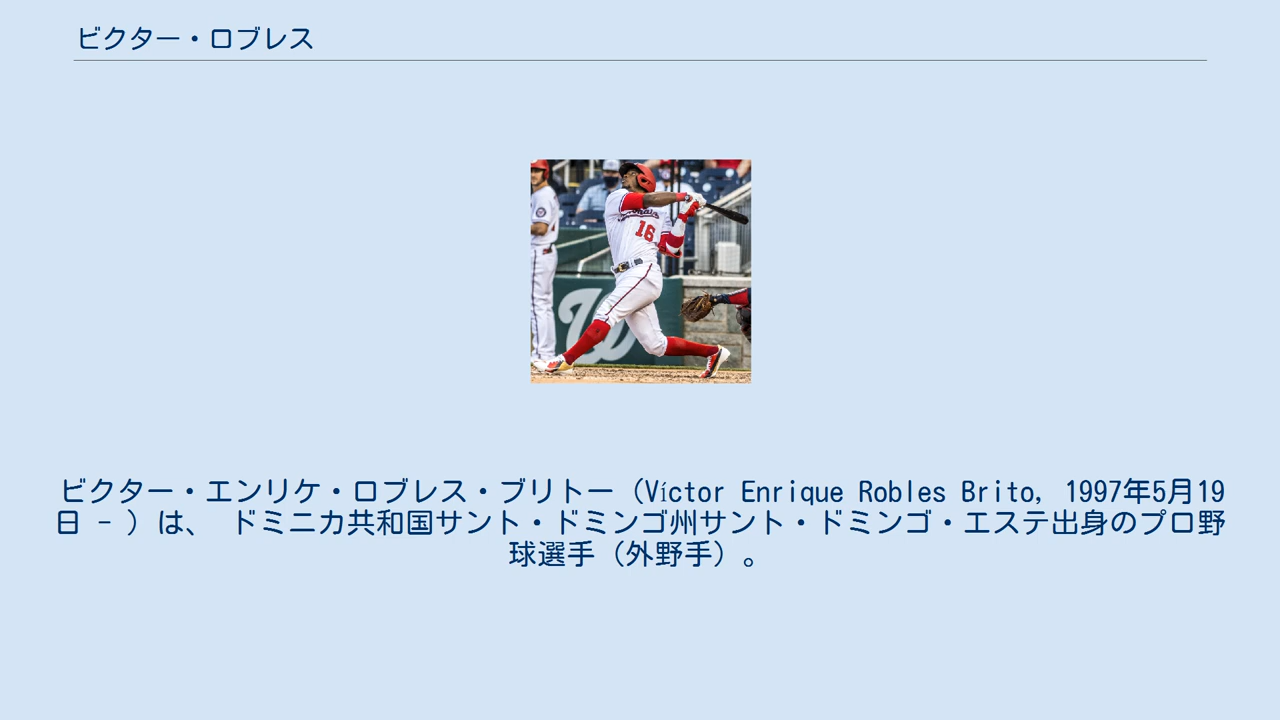 ビクター・ロブレス
16
ビクター・エンリケ・ロブレス・ブリトー（Víctor Enrique Robles Brito, 1997年5月19
日 - ）は、 ドミニカ共和国サント・ドミンゴ州サント・ドミンゴ・エステ出身のプロ野
球選手（外野手）。